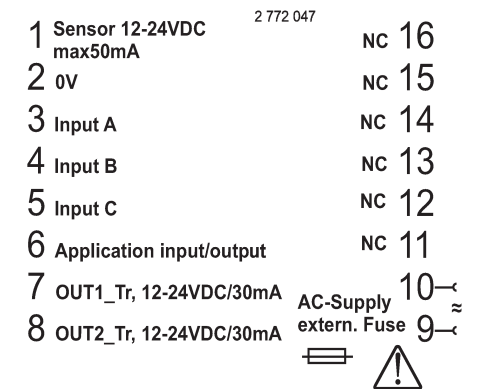 2 772 047
1 Sensor 12-24VDC
max50mA
NC 16
2 0V
NC 15
3 Input A
NC 14
4 Input B
NC 13
5 Input C
NC 12
6 Application input/output
NC 11
7 OUT1_Tr, 12-24VDC/30mA
10
8 OUT2_Tr, 12-24VDC/30mA
AC-Supply
extern. Fuse 9
≈